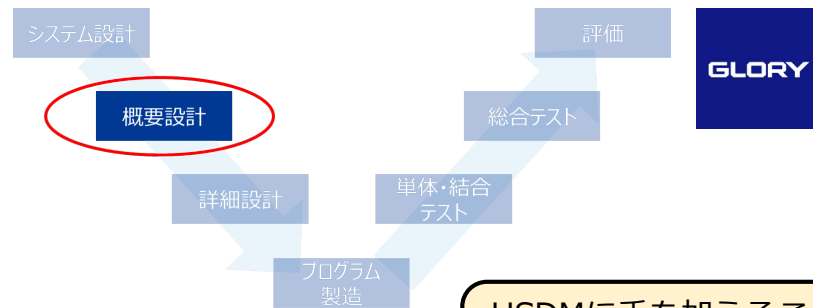 システム設計
評価
GLORY
概要設計
総合テスト
詳細設計
単体・結合
テスト
プログラム
製造